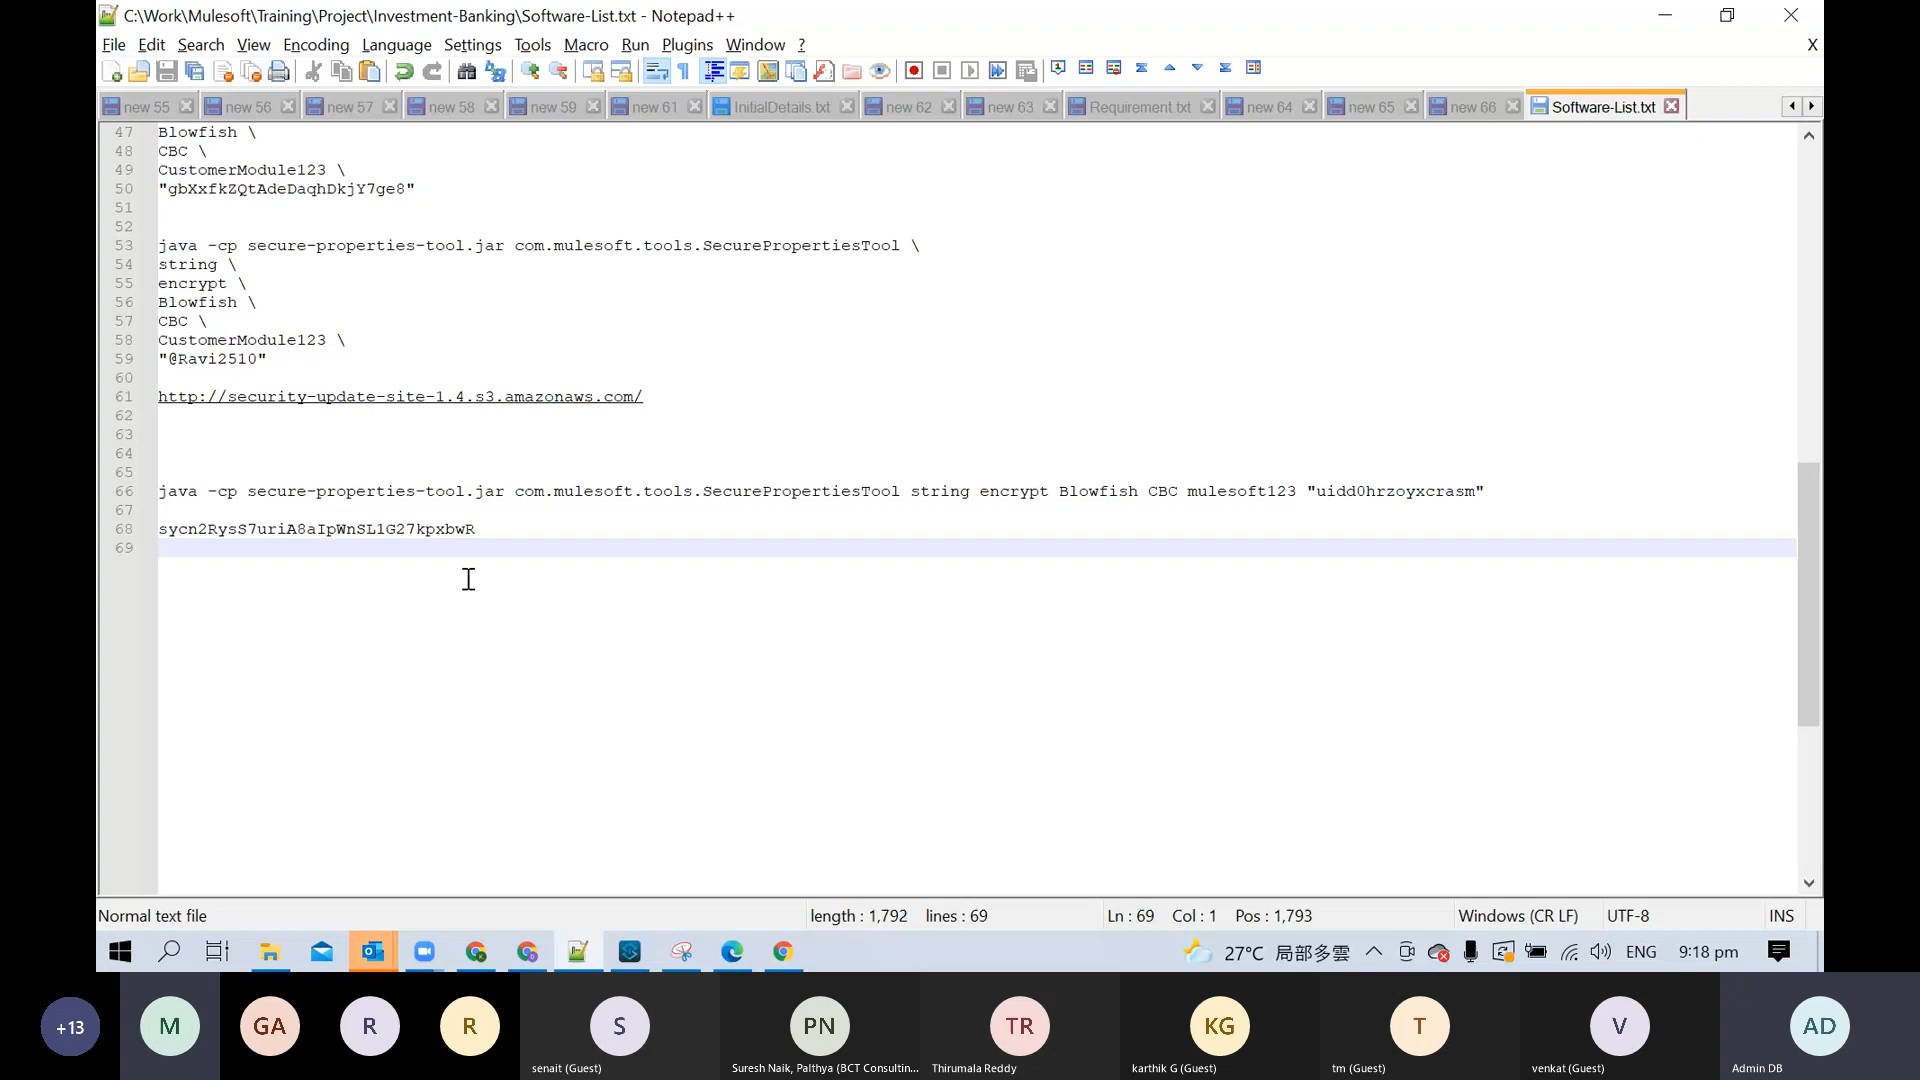 C:\Work\Mulesoft\Training\Project\Investment-Banking\Software-List.txt - Notepad++
File Edit Search View Encoding Language Settings Tools Macro Run Plugins Window ? X
new 55 new 56 new 57 new 58 new 59 new 61 InitialDetails.txt new 62 new 63 Requirement.txt new 64 new 65 new 66 Software-List.txt
47 Blowfish \
48 CBC \
49 CustomerModule123 \
50 "gbXxfkZQtAdeDaqhDkjY7ge8"
51
52
53 java -cp secure-properties-tool.jar com.mulesoft.tools.SecurePropertiesTool \
54 string \
55 encrypt \
56 Blowfish \
57 CBC \
58 CustomerModule123 \
59 "@Ravi2510"
60
61 http://security-update-site-1.4.s3.amazonaws.com/
62
63
64
65
66 java -cp secure-properties-tool.jar com.mulesoft.tools.SecurePropertiesTool string encrypt Blowfish CBC mulesoft123 "uidd0hrzoyxcrasm"
67
68 sycn2RysS7uriA8aIpWnSL1G27kpxbwR
69
Normal text file length : 1,792 lines : 69 Ln : 69 Col : 1 Pos : 1,793 Windows (CR LF) UTF-8 INS
27°C 局部多雲 ENG 9:18 pm
+13 M GA R R S PN TR KG T V AD
senait (Guest) Suresh Naik, Palthya (BCT Consultin... Thirumala Reddy karthik G (Guest) tm (Guest) venkat (Guest) Admin DB